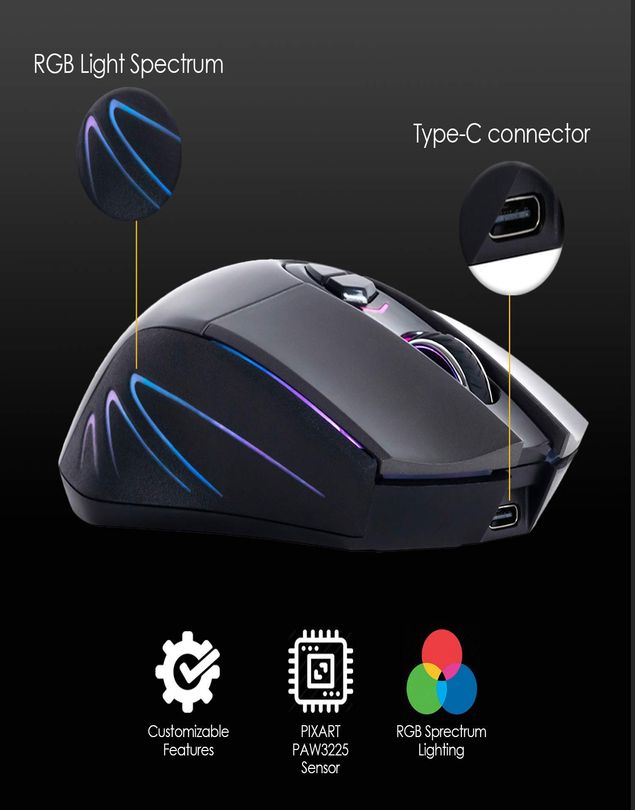 RGB Light Spectrum
Type-C connector
Customizable
Features
PIXART
PAW3225
Sensor
RGB Sprectrum
Lighting